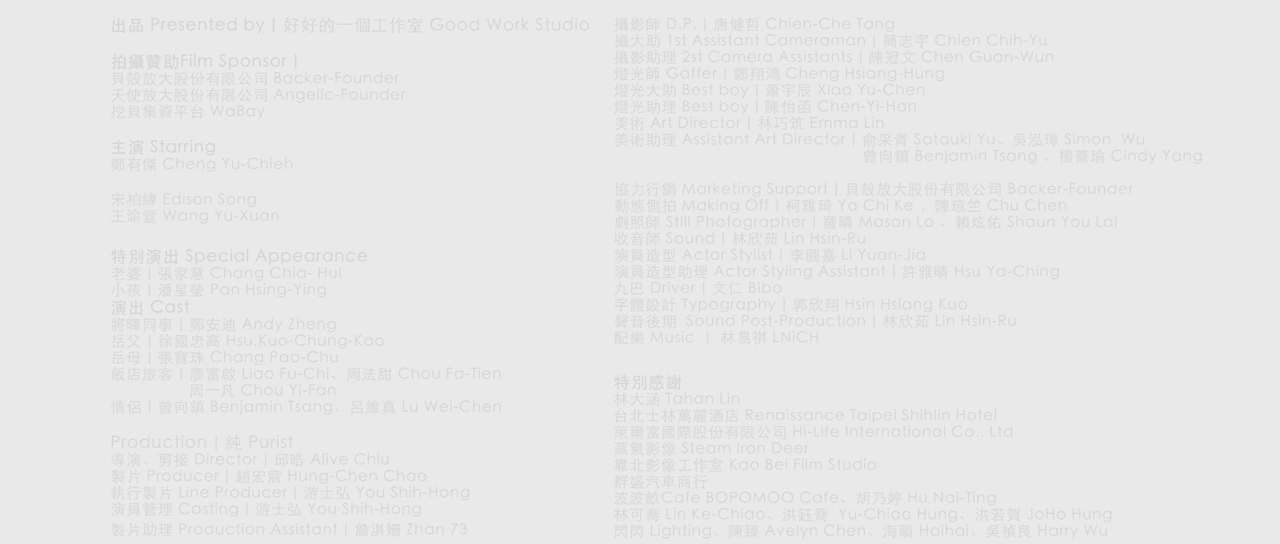 出品 Presented by | 好好的一個工作室 Good Work Studio
拍攝贊助Film Sponsor |
貝殼放大股份有限公司 Backer-Founder
天使放大股份有限公司 Angelic-Founder
挖貝集資平台 WaBay
主演 Starring
鄭有傑 Cheng Yu-Chieh
宋柏緯 Edison Song
王渝萱 Wang Yu-Xuan
特別演出 Special Appearance
老婆 | 張家慧 Chang Chia- Hui
小孩 | 潘星瑩 Pan Hsing-Ying
演出 Cast
將暉同事 | 鄭安迪 Andy Zheng
岳父 | 徐國忠高 Hsu,Kuo-Chung-Kao
岳母 | 張寶珠 Chang Pao-Chu
飯店旅客 | 廖富啟 Liao Fu-Chi、周法甜 Chou Fa-Tien
周一凡 Chou Yi-Fan
情侶 | 曾向鎮 Benjamin Tsang、呂維真 Lu Wei-Chen
Production | 純 Purist
導演、剪接 Director | 邱皓 Alive Chiu
製片 Producer | 趙宏宸 Hung-Chen Chao
執行製片 Line Producer | 游士弘 You Shih-Hong
演員管理 Casting | 游士弘 You Shih-Hong
製片助理 Production Assistant | 詹淇姍 Zhan 73
攝影師 D.P. | 唐健哲 Chien-Che Tang
攝大助 1st Assistant Cameraman | 簡志宇 Chien Chih-Yu
攝影助理 2st Camera Assistants | 陳冠文 Chen Guan-Wun
燈光師 Gaffer | 鄭翔鴻 Cheng Hsiang-Hung
燈光大助 Best boy | 蕭宇辰 Xiao Yu-Chen
燈光助理 Best boy | 陳怡函 Chen-Yi-Han
美術 Art Director | 林巧筑 Emma Lin
美術助理 Assistant Art Director | 俞采青 Satauki Yu、吳泓璋 Simon Wu
曾向鎮 Benjamin Tsang 、楊蕎瑜 Cindy Yang
協力行銷 Marketing Support | 貝殼放大股份有限公司 Backer-Founder
動態側拍 Making Off | 柯雅琦 Ya Chi Ke 、陳瑄竺 Chu Chen
劇照師 Still Photographer | 羅晴 Mason Lo 、賴炫佑 Shaun You Lai
收音師 Sound | 林欣茹 Lin Hsin-Ru
演員造型 Actor Stylist | 李圓嘉 Li Yuan-Jia
演員造型助理 Actor Styling Assistant | 許雅晴 Hsu Ya-Ching
九巴 Driver | 文仁 Bibo
字體設計 Typography | 郭欣翔 Hsin Hsiang Kuo
聲音後期 Sound Post-Production | 林欣茹 Lin Hsin-Ru
配樂 Music | 林易祺 LNiCH
特別感謝
林大涵 Tahan Lin
台北士林萬麗酒店 Renaissance Taipei Shihlin Hotel
萊爾富國際股份有限公司 Hi-Life International Co., Ltd
蒸氣影像 Steam Iron Deer
靠北影像工作室 Kao Bei Film Studio
群盛汽車商行
波波畝Cafe BOPOMOO Cafe、胡乃婷 Hu Nai-Ting
林可喬 Lin Ke-Chiao、洪鈺喬 Yu-Chiao Hung、洪若賀 JoHo Hung
閃閃 Lighting、陳臻 Avelyn Chen、海韻 Haihai、吳禎良 Harry Wu